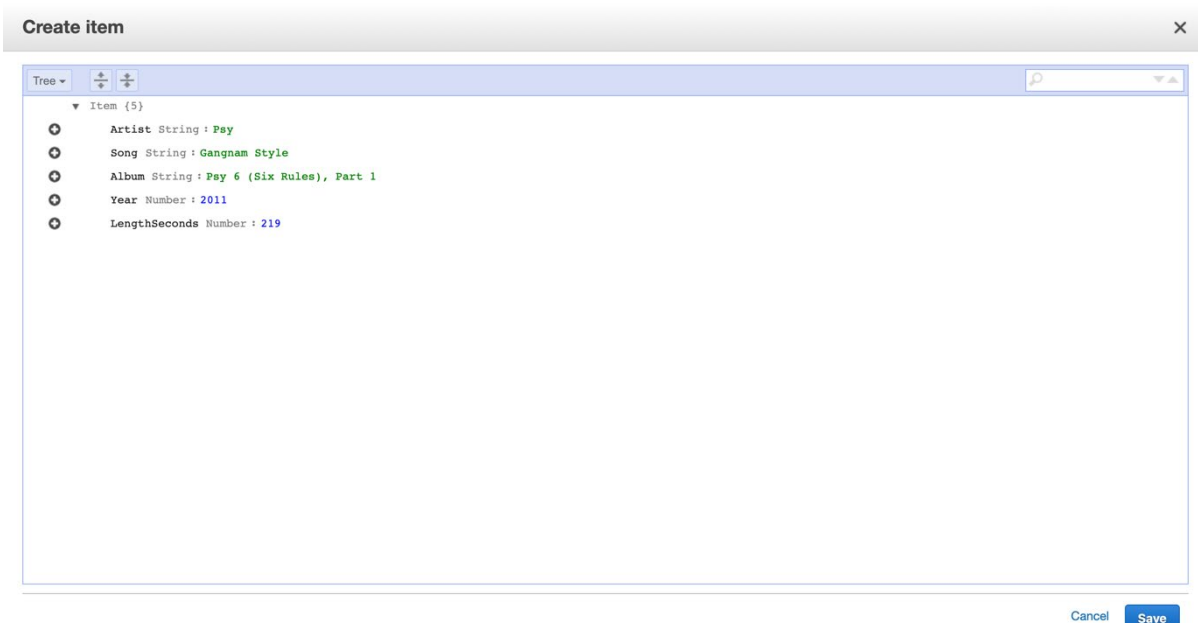 Create item
Tree
Item {5}
Artist String : Psy
Song String : Gangnam Style
Album String : Psy 6 (Six Rules), Part 1
Year Number : 2011
LengthSeconds Number : 219
Cancel Save